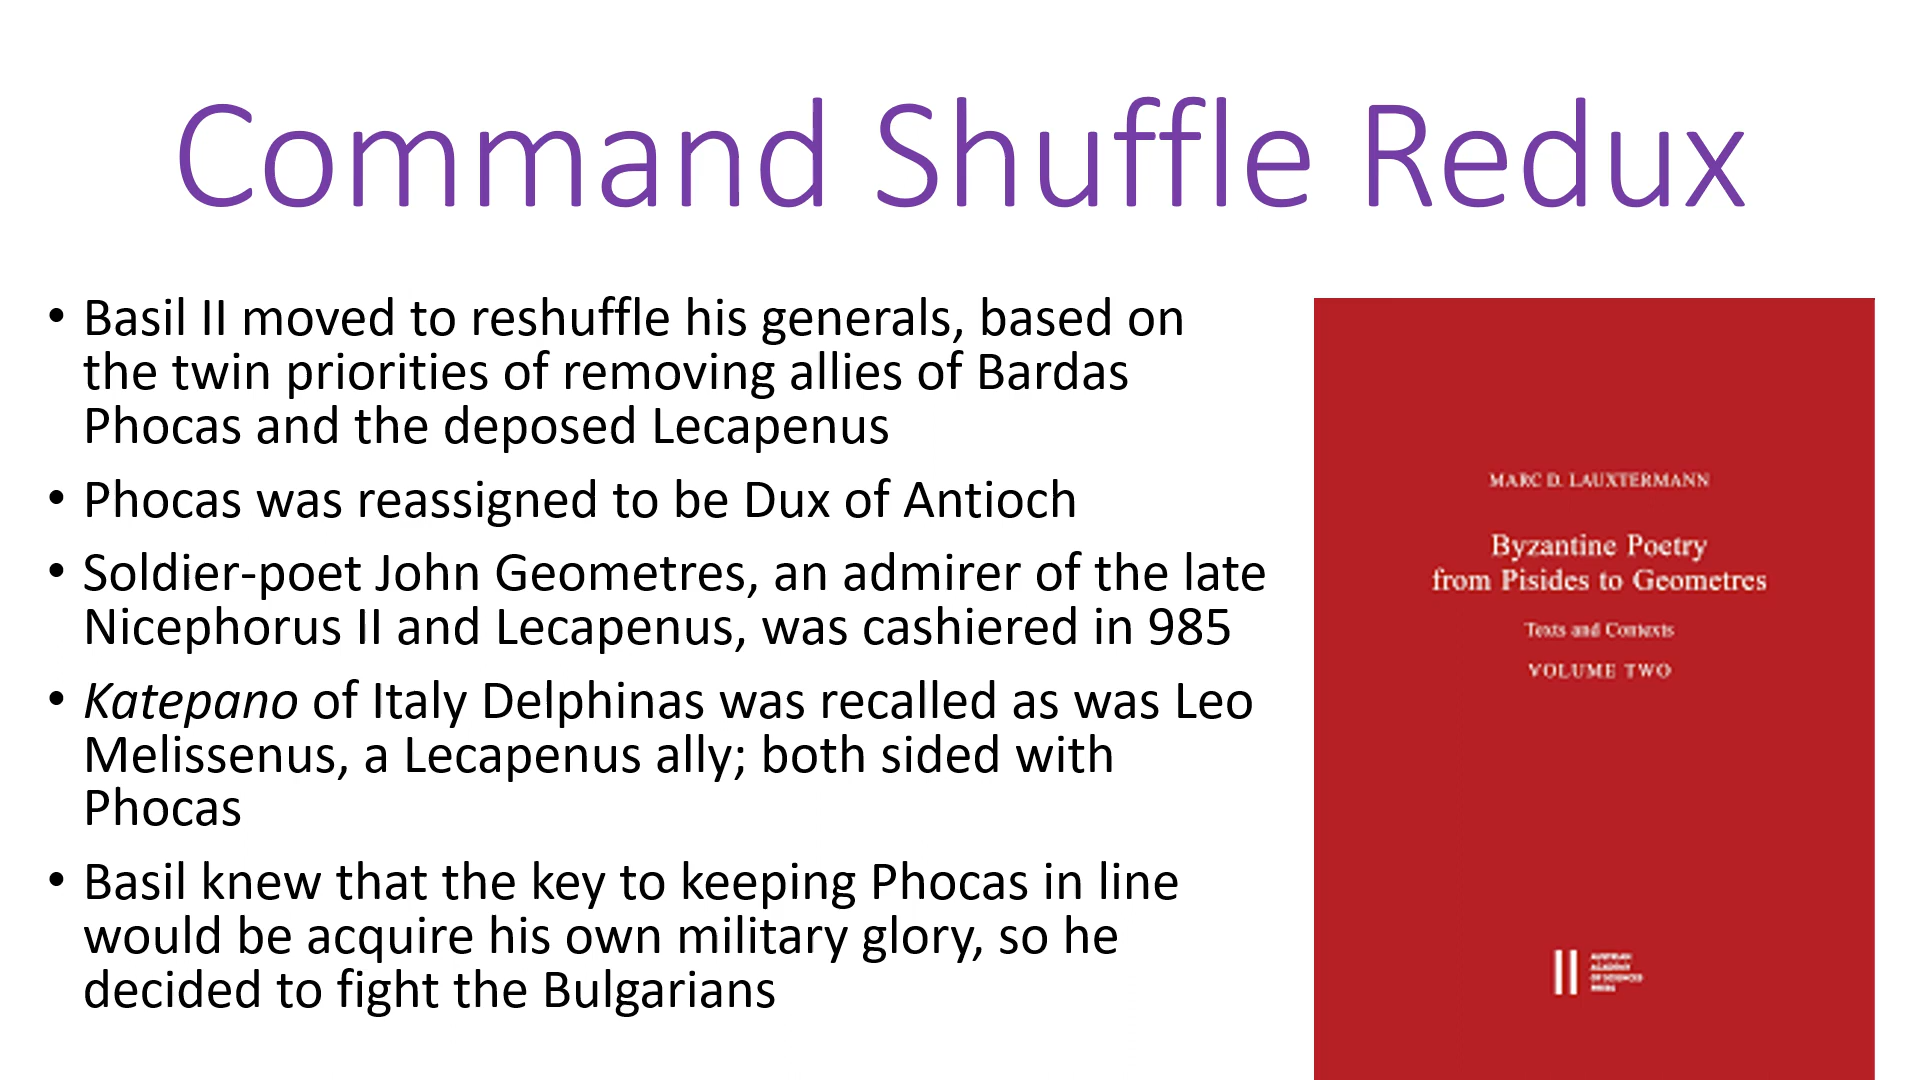 Command Shuffle Redux
• Basil II moved to reshuffle his generals, based on
the twin priorities of removing allies of Bardas
Phocas and the deposed Lecapenus
• Phocas was reassigned to be Dux of Antioch
• Soldier-poet John Geometres, an admirer of the late
Nicephorus II and Lecapenus, was cashiered in 985
• Katepano of Italy Delphinas was recalled as was Leo
Melissenus, a Lecapenus ally; both sided with
Phocas
• Basil knew that the key to keeping Phocas in line
would be acquire his own military glory, so he
decided to fight the Bulgarians
MARC D. LAUXTERMANN
Byzantine Poetry
from Pisides to Geometres
Texts and Contexts
VOLUME TWO
AUSTRIAN
ACADEMY
OF SCIENCES
PRESS